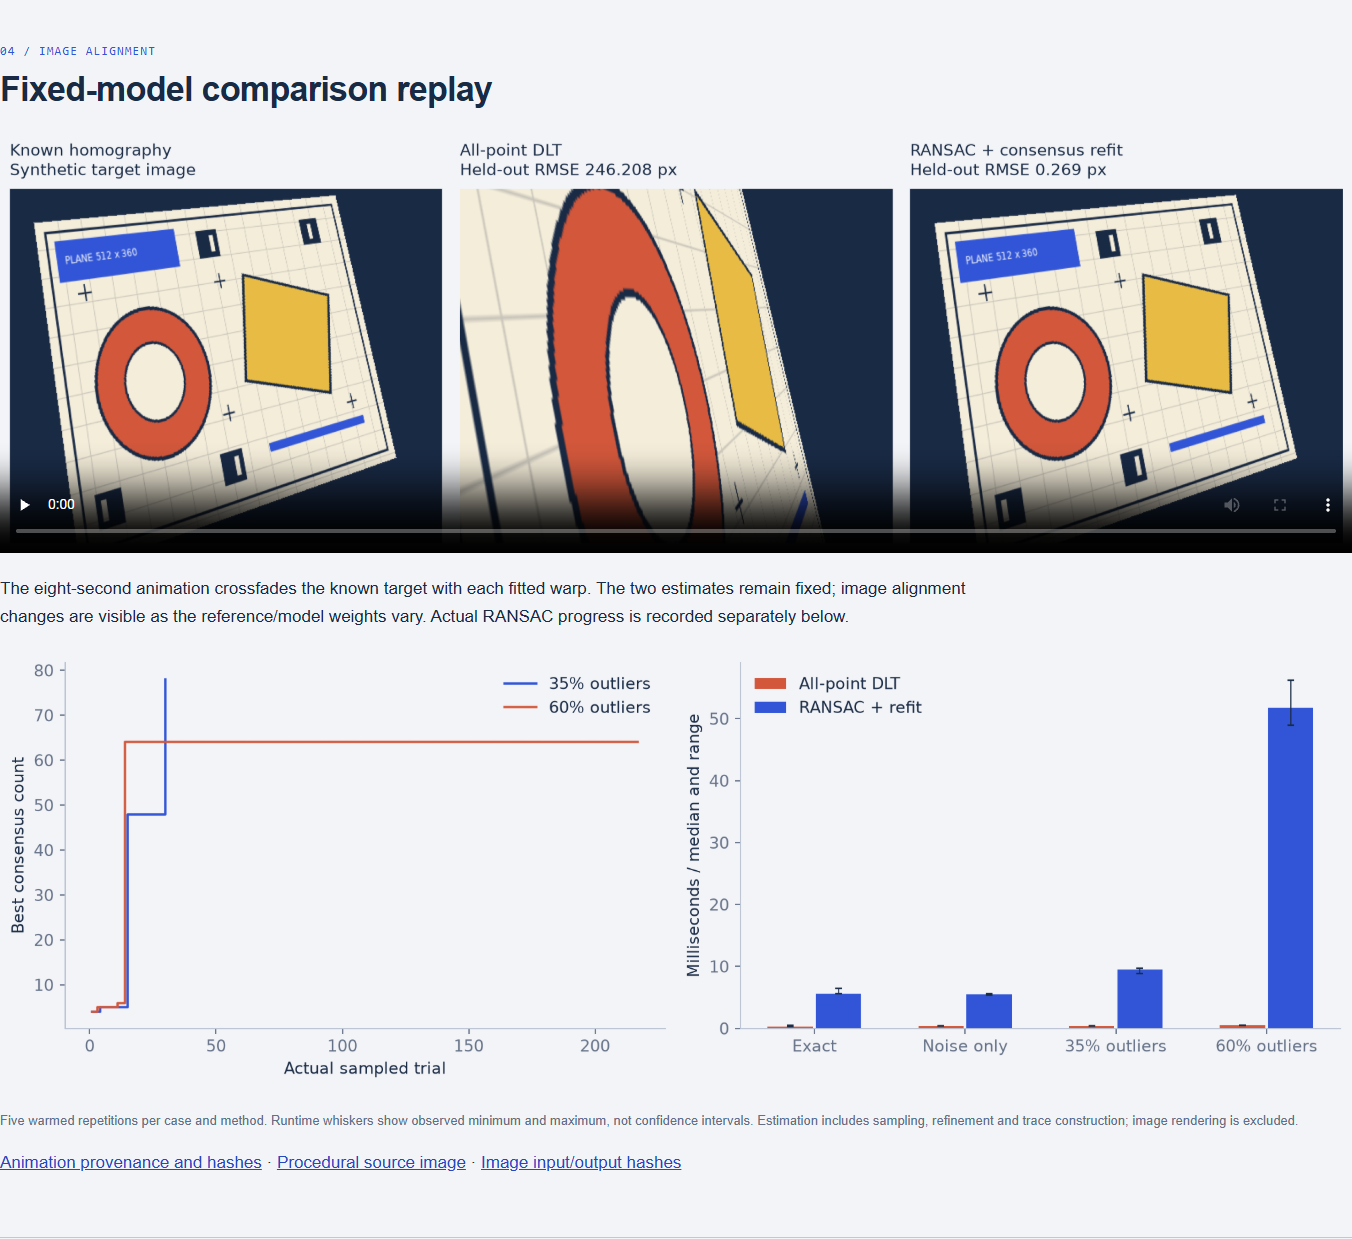 04 / IMAGE ALIGNMENT
Fixed-model comparison replay
Known homography
Synthetic target image
All-point DLT
Held-out RMSE 246.208 px
RANSAC + consensus refit
Held-out RMSE 0.269 px
PLANE 512 x 360
PLANE 512 x 360
0:00
The eight-second animation crossfades the known target with each fitted warp. The two estimates remain fixed; image alignment
changes are visible as the reference/model weights vary. Actual RANSAC progress is recorded separately below.
Best consensus count
80
70
60
50
40
30
20
10
35% outliers
60% outliers
0 50 100 150 200
Actual sampled trial
Milliseconds / median and range
50
40
30
20
10
0
All-point DLT
RANSAC + refit
Exact Noise only 35% outliers 60% outliers
Five warmed repetitions per case and method. Runtime whiskers show observed minimum and maximum, not confidence intervals. Estimation includes sampling, refinement and trace construction; image rendering is excluded.
Animation provenance and hashes · Procedural source image · Image input/output hashes